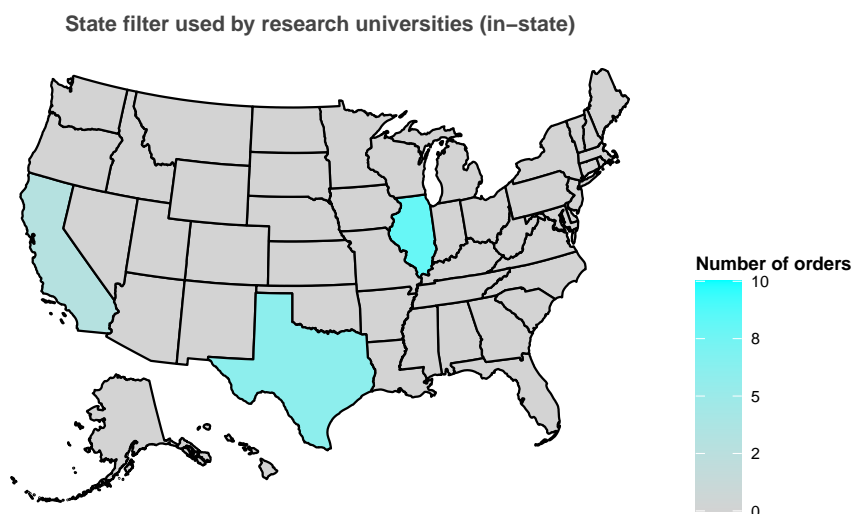 State filter used by research universities (in−state)
Number of orders
10
8
5
2
0